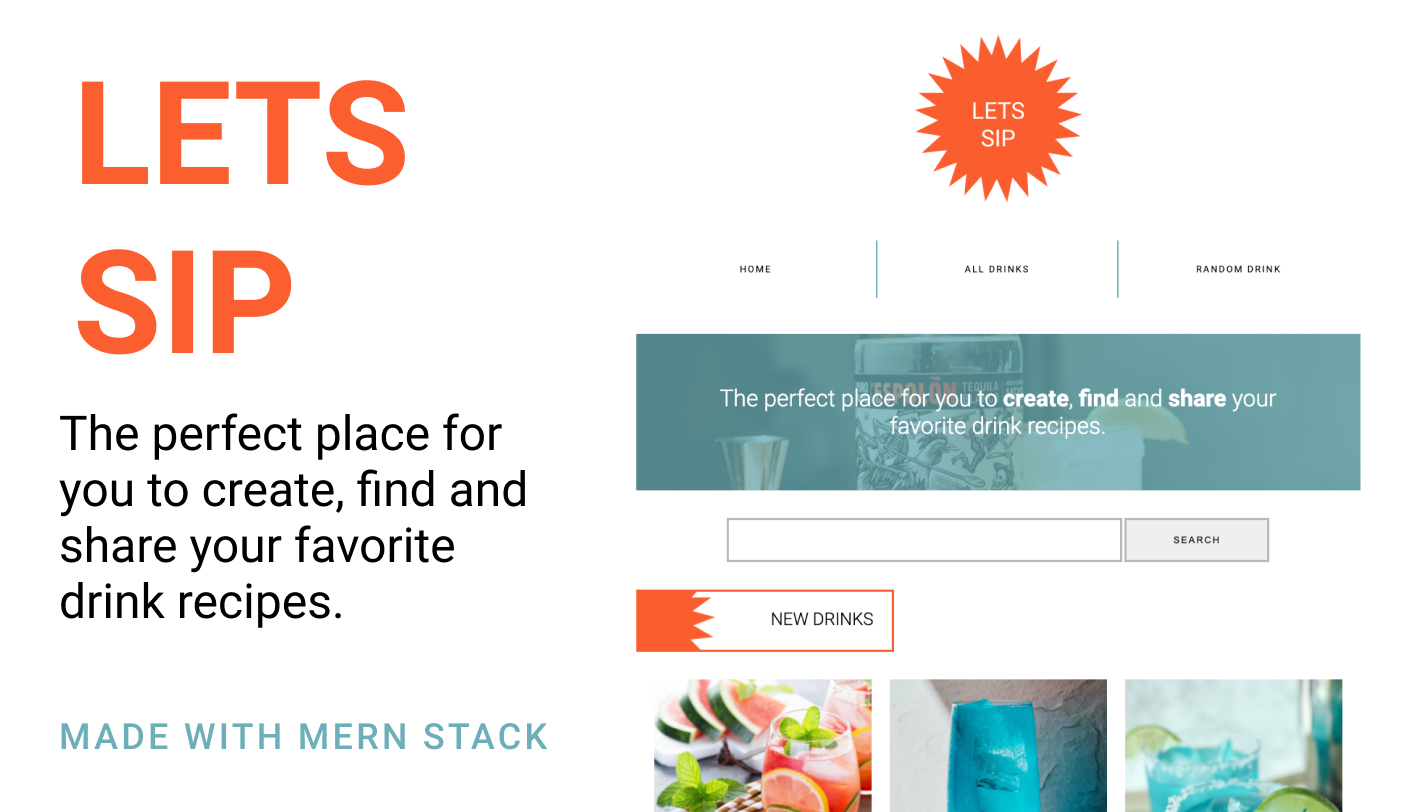 LETS
SIP
The perfect place for
you to create, find and
share your favorite
drink recipes.
MADE WITH MERN STACK
LETS
SIP
HOME
ALL DRINKS
RANDOM DRINK
ESPOLÒN TEQUILA
The perfect place for you to create, find and share your
favorite drink recipes.
SEARCH
NEW DRINKS